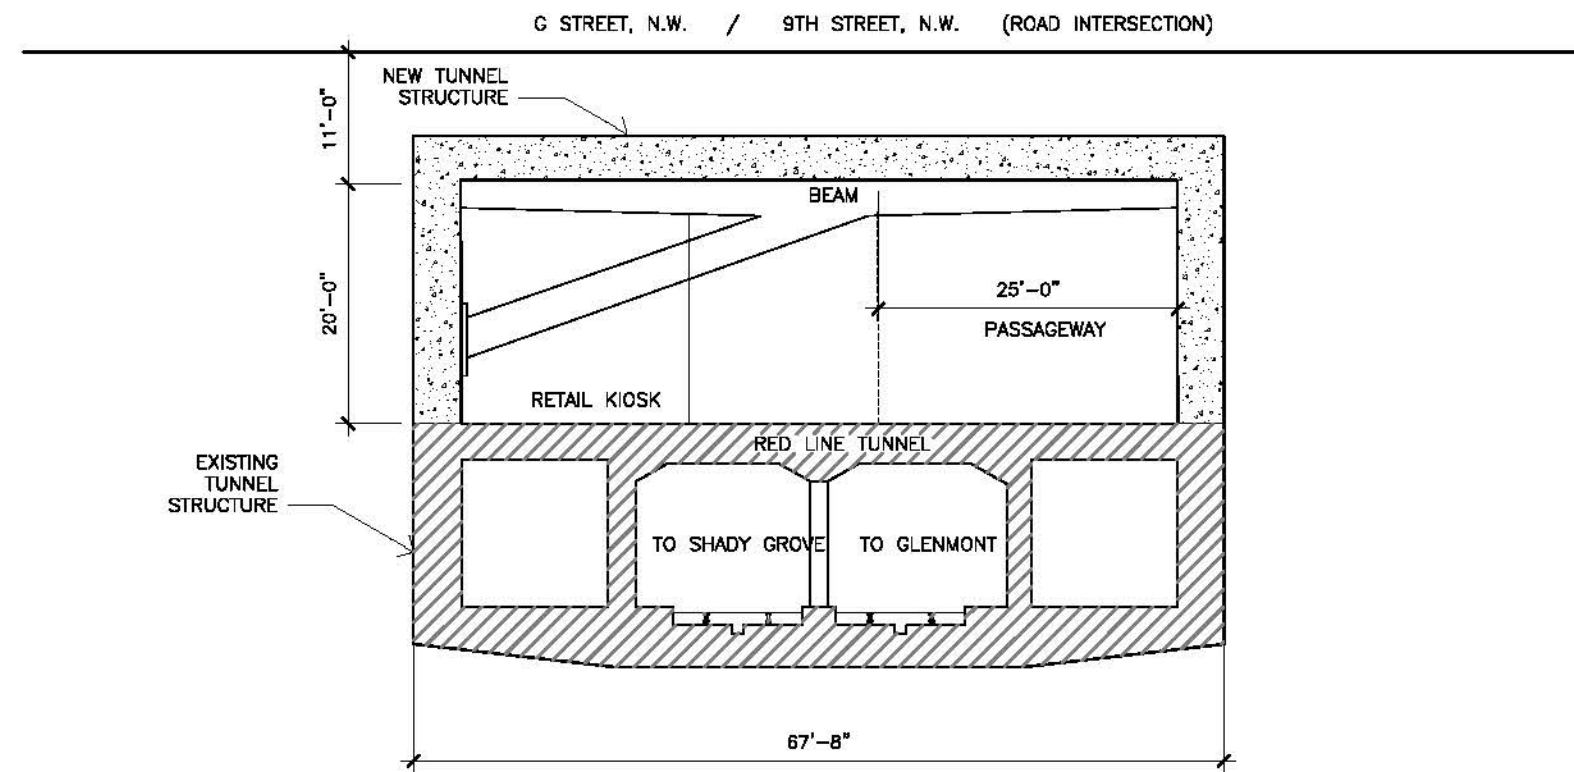 G STREET, N.W. / 9TH STREET, N.W. (ROAD INTERSECTION)
NEW TUNNEL
STRUCTURE
11'-0"
BEAM
20'-0"
25'-0"
PASSAGEWAY
RETAIL KIOSK
RED LINE TUNNEL
EXISTING
TUNNEL
STRUCTURE
TO SHADY GROVE
TO GLENMONT
67'-8"